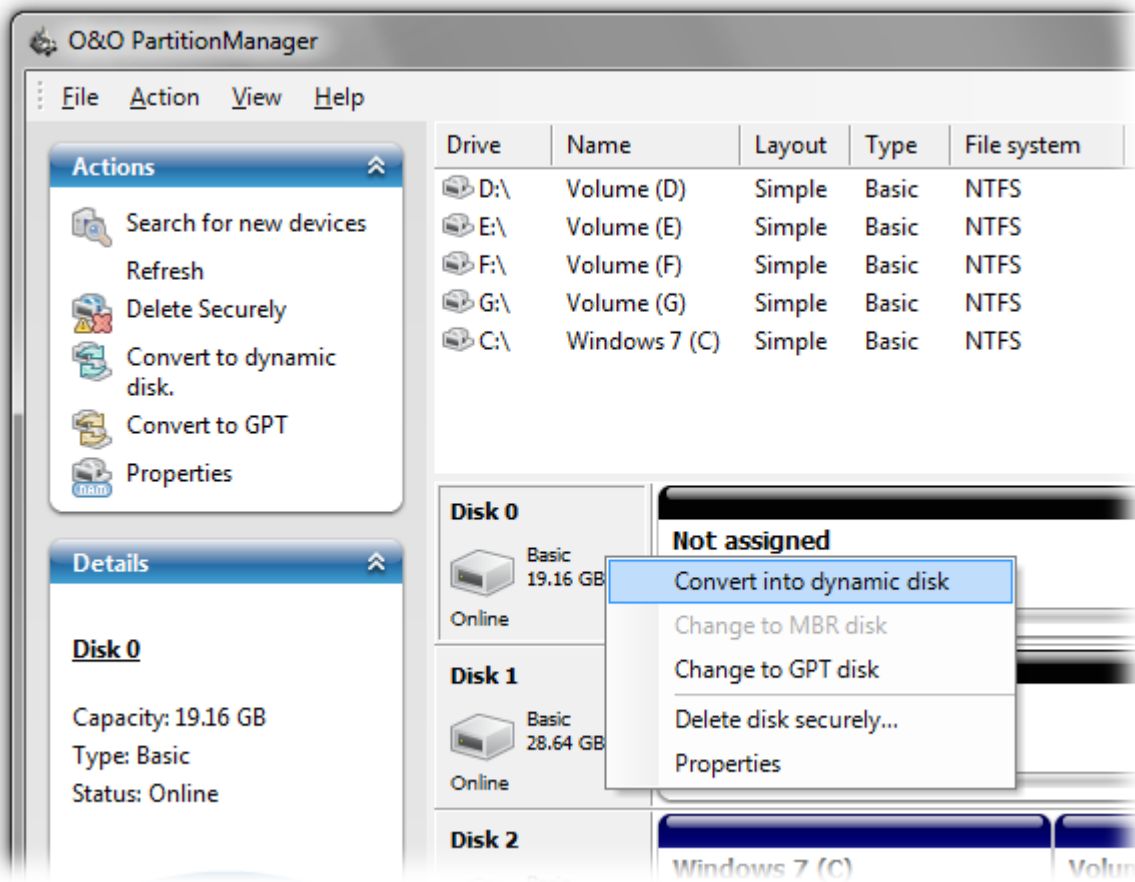 O&O PartitionManager
File Action View Help
Actions
Search for new devices
Refresh
Delete Securely
Convert to dynamic
disk.
Convert to GPT
Properties
Details
Disk 0
Capacity: 19.16 GB
Type: Basic
Status: Online
Drive Name Layout Type File system
D:\ Volume (D) Simple Basic NTFS
E:\ Volume (E) Simple Basic NTFS
F:\ Volume (F) Simple Basic NTFS
G:\ Volume (G) Simple Basic NTFS
C:\ Windows 7 (C) Simple Basic NTFS
Disk 0
Basic
19.16 GB
Online
Not assigned
Convert into dynamic disk
Change to MBR disk
Change to GPT disk
Delete disk securely...
Properties
Disk 1
Basic
28.64 GB
Online
Disk 2
Windows 7 (C)